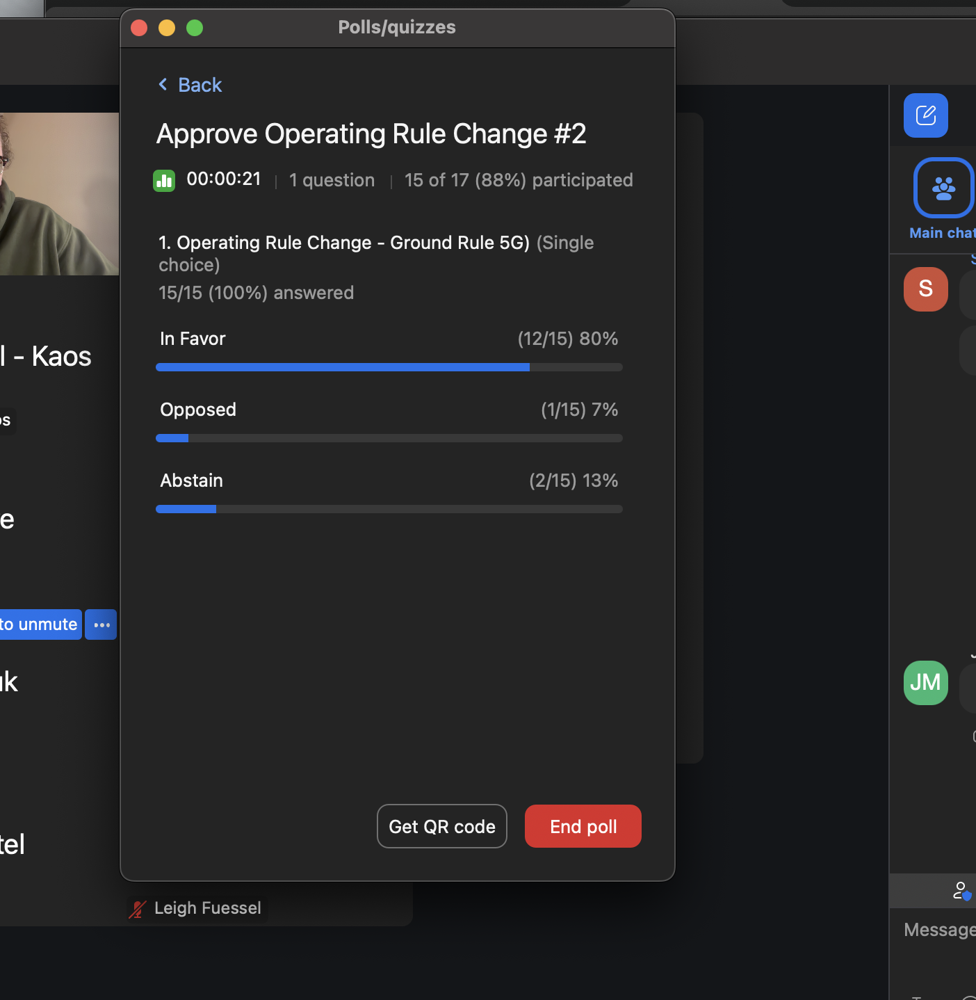 Polls/quizzes
Back
Approve Operating Rule Change #2
00:00:21 | 1 question | 15 of 17 (88%) participated
1. Operating Rule Change - Ground Rule 5G) (Single
choice)
15/15 (100%) answered
In Favor (12/15) 80%
Opposed (1/15) 7%
Abstain (2/15) 13%
Get QR code
End poll
l - Kaos
os
e
to unmute
uk
tel
Leigh Fuessel
Main chat
S
JM
Message